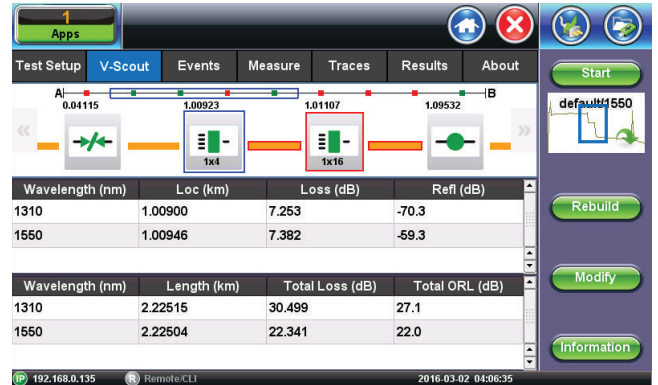 1
Apps
Test Setup V-Scout Events Measure Traces Results About
Start
A B
0.04115 1.00923 1.01107 1.09532
default/1550
1x4 1x16
Wavelength (nm) Loc (km) Loss (dB) Refl (dB)
1310 1.00900 7.253 -70.3
1550 1.00946 7.382 -59.3
Rebuild
Wavelength (nm) Length (km) Total Loss (dB) Total ORL (dB)
1310 2.22515 30.499 27.1
1550 2.22504 22.341 22.0
Modify
Information
IP 192.168.0.135 R Remote/CLI 2016-03-02 04:06:35